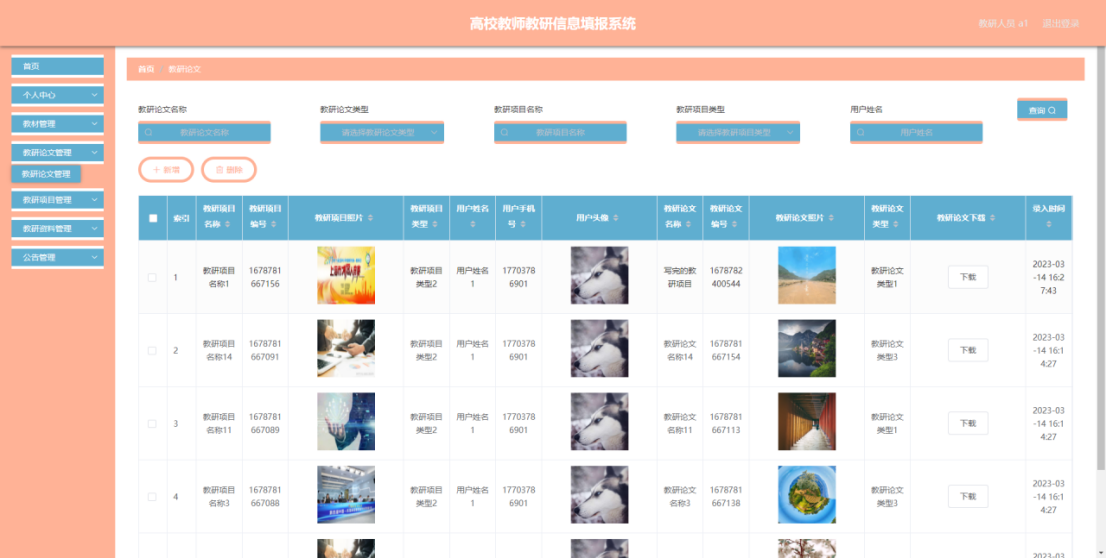 高校教师教研信息填报系统
教研人员 a1 退出登录
首页
个人中心
教材管理
教研论文管理
教研论文管理
教研项目管理
教研资料管理
公告管理
首页 教研论文
教研论文名称 教研论文类型 教研项目名称 教研项目类型 用户姓名
教研论文名称 请选择教研论文类型 教研项目名称 请选择教研项目类型 用户姓名 查询
+ 新增 删除
索引 教研项目名称 教研项目编号 教研项目照片 教研项目类型 用户姓名 用户手机号 用户头像 教研论文名称 教研论文编号 教研论文照片 教研论文类型 教研论文下载 录入时间
1 教研项目名称1 1678781667156 教研项目类型2 用户姓名1 17703786901 写完的教研项目 1678782400544 教研论文类型1 下载 2023-03-14 16:27:43
2 教研项目名称14 1678781667091 教研项目类型2 用户姓名1 17703786901 教研论文名称14 1678781667154 教研论文类型3 下载 2023-03-14 16:14:27
3 教研项目名称11 1678781667089 教研项目类型2 用户姓名1 17703786901 教研论文名称11 1678781667113 教研论文类型1 下载 2023-03-14 16:14:27
4 教研项目名称3 1678781667088 教研项目类型2 用户姓名1 17703786901 教研论文名称3 1678781667138 教研论文类型3 下载 2023-03-14 16:14:27
2023-03